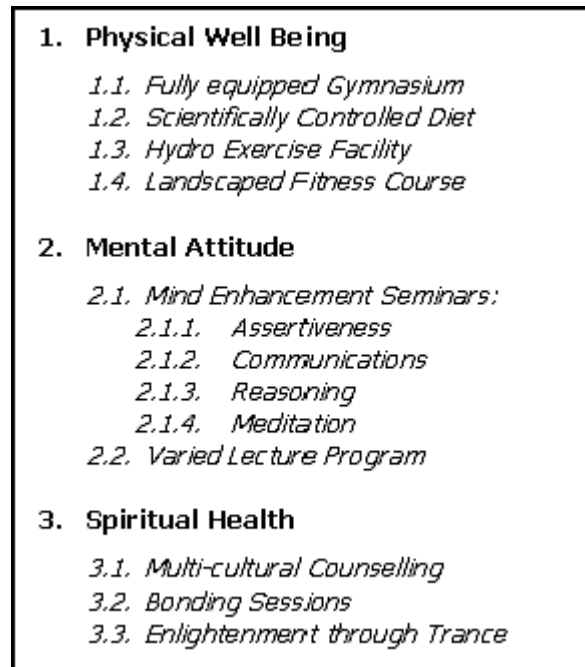 1. Physical Well Being
1.1. Fully equipped Gymnasium
1.2. Scientifically Controlled Diet
1.3. Hydro Exercise Facility
1.4. Landscaped Fitness Course
2. Mental Attitude
2.1. Mind Enhancement Seminars:
2.1.1. Assertiveness
2.1.2. Communications
2.1.3. Reasoning
2.1.4. Meditation
2.2. Varied Lecture Program
3. Spiritual Health
3.1. Multi-cultural Counselling
3.2. Bonding Sessions
3.3. Enlightenment through Trance